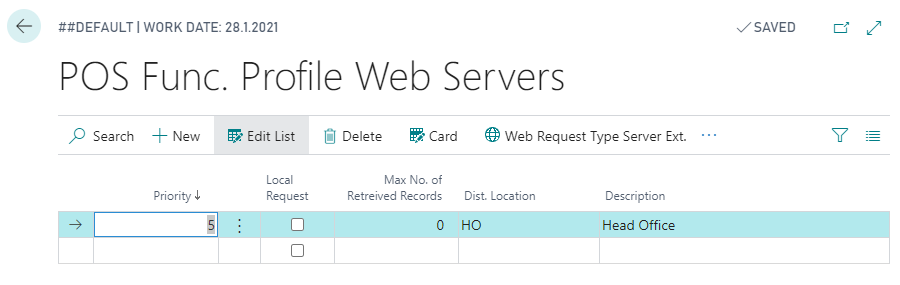 ##DEFAULT | WORK DATE: 28.1.2021
SAVED
POS Func. Profile Web Servers
Search New Edit List Delete Card Web Request Type Server Ext. ...
Priority ↓ Local Request Max No. of Retreived Records Dist. Location Description
5 0 HO Head Office